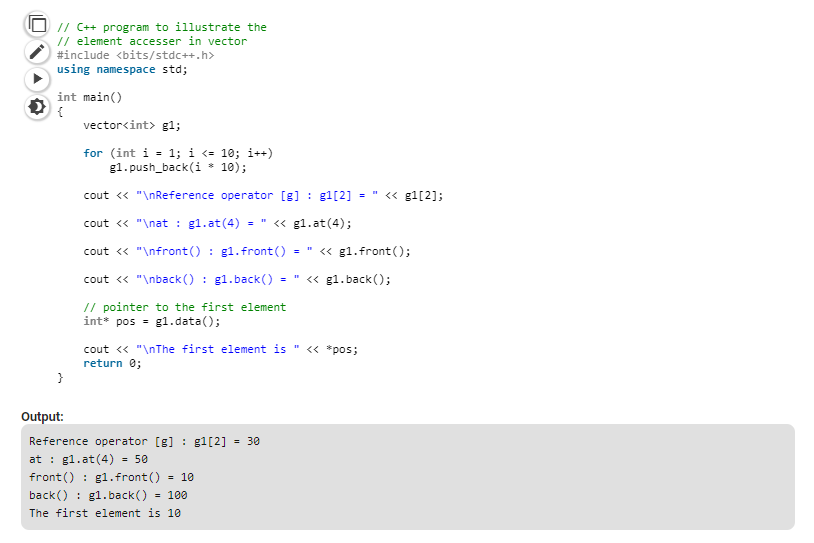 // C++ program to illustrate the
// element accesser in vector
#include <bits/stdc++.h>
using namespace std;
int main()
{
vector<int> g1;
for (int i = 1; i <= 10; i++)
g1.push_back(i * 10);
cout << "\nReference operator [g] : g1[2] = " << g1[2];
cout << "\nat : g1.at(4) = " << g1.at(4);
cout << "\nfront() : g1.front() = " << g1.front();
cout << "\nback() : g1.back() = " << g1.back();
// pointer to the first element
int* pos = g1.data();
cout << "\nThe first element is " << *pos;
return 0;
}
Output:
Reference operator [g] : g1[2] = 30
at : g1.at(4) = 50
front() : g1.front() = 10
back() : g1.back() = 100
The first element is 10